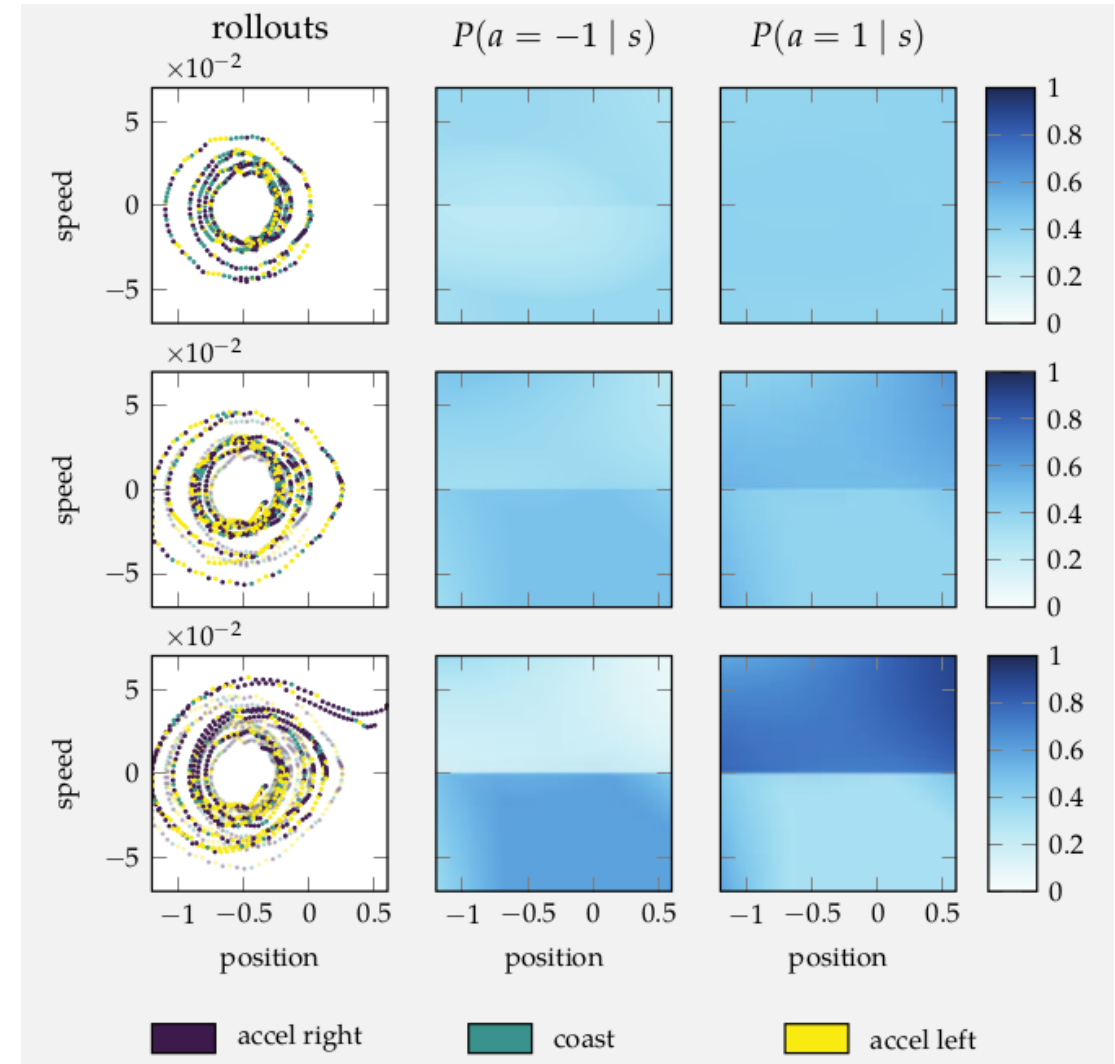 rollouts
P(a = −1 | s)
P(a = 1 | s)
×10−2
5
0
−5
speed
1
0.8
0.6
0.4
0.2
0
×10−2
5
0
−5
speed
1
0.8
0.6
0.4
0.2
0
×10−2
5
0
−5
speed
1
0.8
0.6
0.4
0.2
0
−1 −0.5 0 0.5
−1 −0.5 0 0.5
−1 −0.5 0 0.5
position
position
position
accel right
coast
accel left